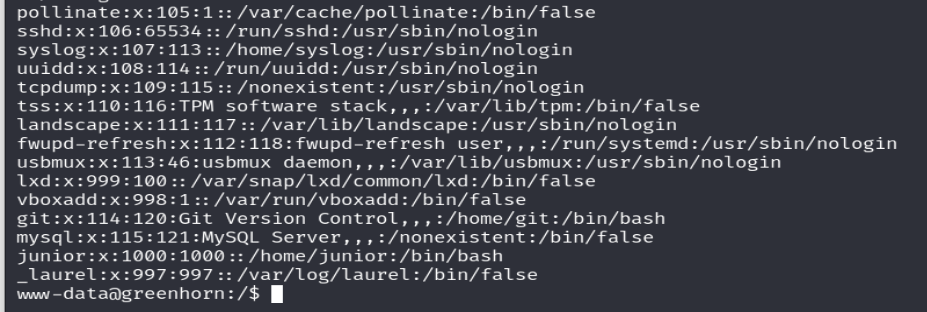 pollinate:x:105:1::/var/cache/pollinate:/bin/false
sshd:x:106:65534::/run/sshd:/usr/sbin/nologin
syslog:x:107:113::/home/syslog:/usr/sbin/nologin
uuidd:x:108:114::/run/uuidd:/usr/sbin/nologin
tcpdump:x:109:115::/nonexistent:/usr/sbin/nologin
tss:x:110:116:TPM software stack,,,:/var/lib/tpm:/bin/false
landscape:x:111:117::/var/lib/landscape:/usr/sbin/nologin
fwupd-refresh:x:112:118:fwupd-refresh user,,,:/run/systemd:/usr/sbin/nologin
usbmux:x:113:46:usbmux daemon,,,:/var/lib/usbmux:/usr/sbin/nologin
lxd:x:999:100::/var/snap/lxd/common/lxd:/bin/false
vboxadd:x:998:1::/var/run/vboxadd:/bin/false
git:x:114:120:Git Version Control,,,:/home/git:/bin/bash
mysql:x:115:121:MySQL Server,,,:/nonexistent:/bin/false
junior:x:1000:1000::/home/junior:/bin/bash
_laurel:x:997:997::/var/log/laurel:/bin/false
www-data@greenhorn:/$